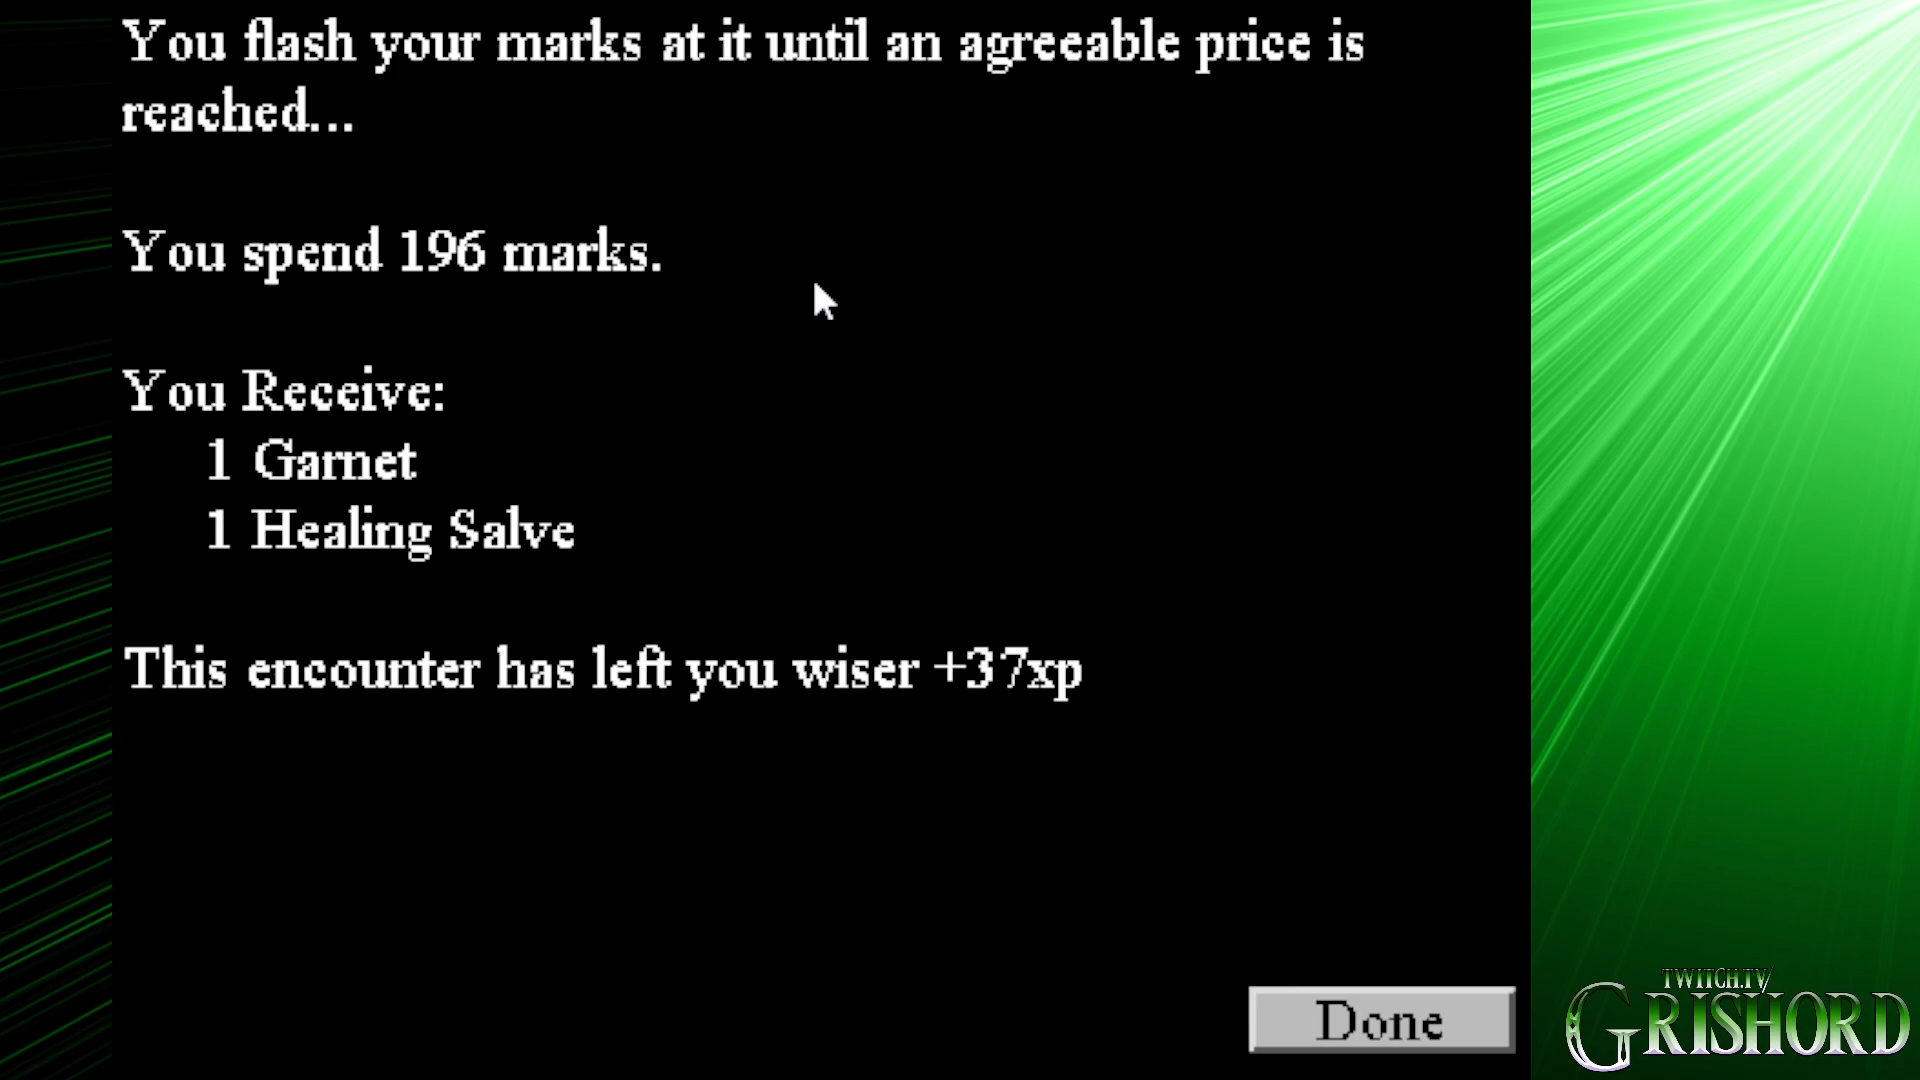 You flash your marks at it until an agreeable price is
reached...
You spend 196 marks.
You Receive:
1 Garnet
1 Healing Salve
This encounter has left you wiser +37xp
Done
TWITCH.TV/
GRISHORD